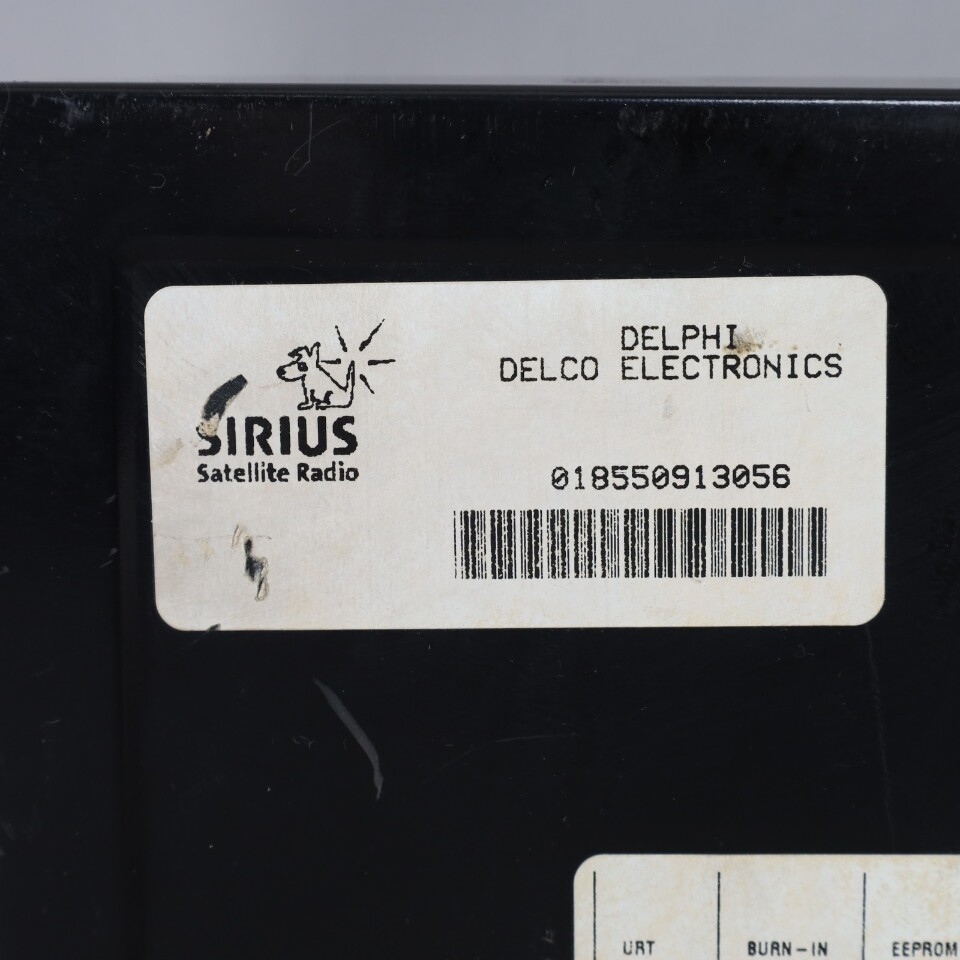 SIRIUS
Satellite Radio
DELPHI
DELCO ELECTRONICS
018550913056
URT
BURN-IN
EEPROM